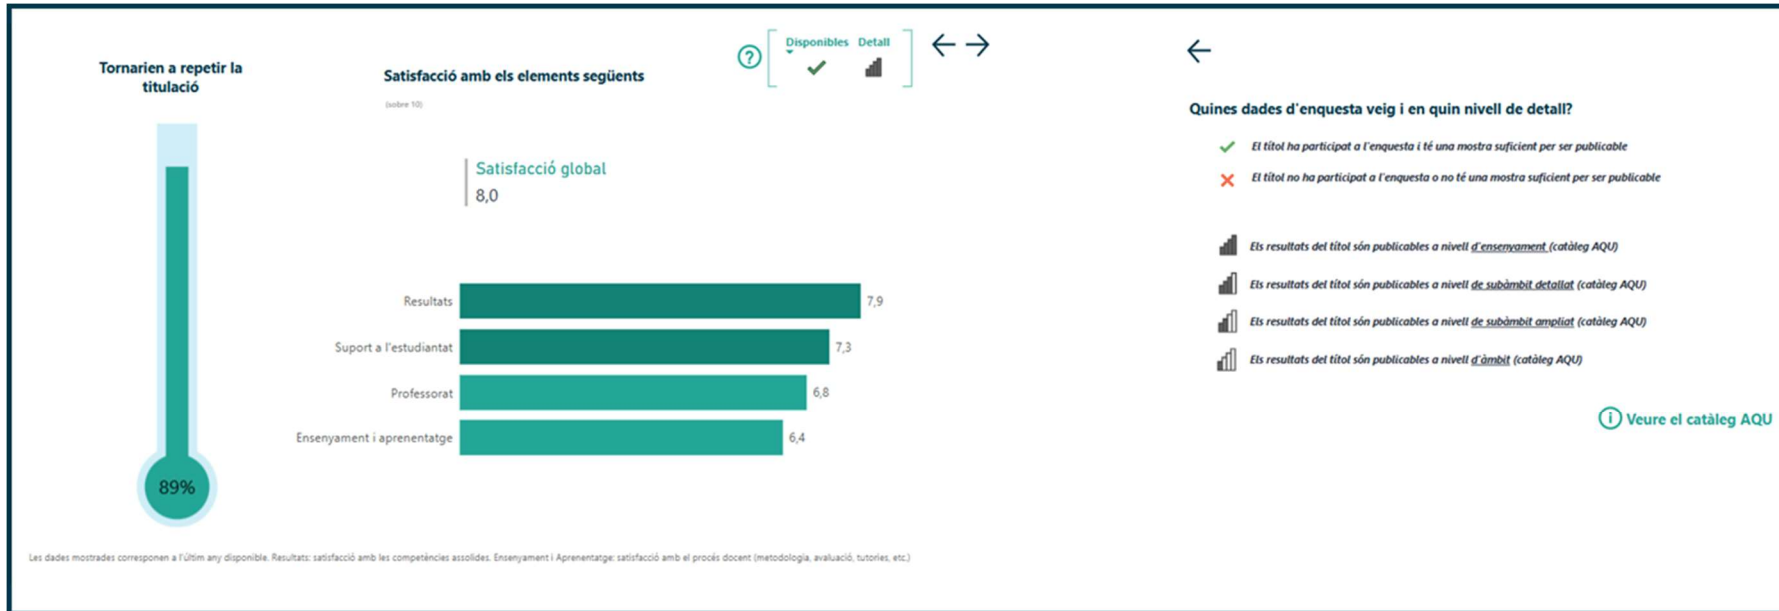 Tornarien a repetir la
titulació
Satisfacció amb els elements següents
(sobre 10)
?
Disponibles Detall
Satisfacció global
8,0
Resultats 7,9
Suport a l'estudiantat 7,3
Professorat 6,8
Ensenyament i aprenentatge 6,4
89%
Les dades mostrades corresponen a l'últim any disponible. Resultats: satisfacció amb les competències assolides. Ensenyament i Aprenentatge: satisfacció amb el procés docent (metodologia, avaluació, tutories, etc.)
Quines dades d'enquesta veig i en quin nivell de detall?
El títol ha participat a l'enquesta i té una mostra suficient per ser publicable
El títol no ha participat a l'enquesta o no té una mostra suficient per ser publicable
Els resultats del títol són publicables a nivell d'ensenyament (catàleg AQU)
Els resultats del títol són publicables a nivell de subàmbit detallat (catàleg AQU)
Els resultats del títol són publicables a nivell de subàmbit ampliat (catàleg AQU)
Els resultats del títol són publicables a nivell d'àmbit (catàleg AQU)
i Veure el catàleg AQU